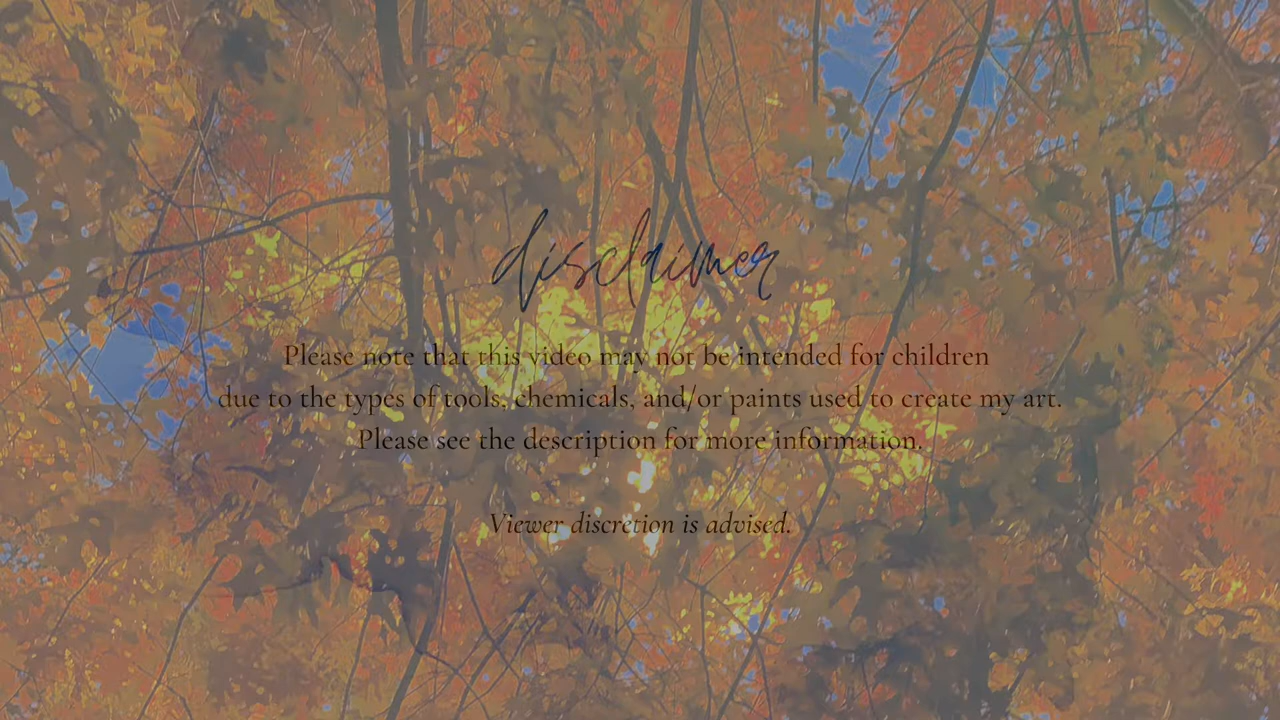 disclaimer
Please note that this video may not be intended for children
due to the types of tools, chemicals, and/or paints used to create my art.
Please see the description for more information.
Viewer discretion is advised.